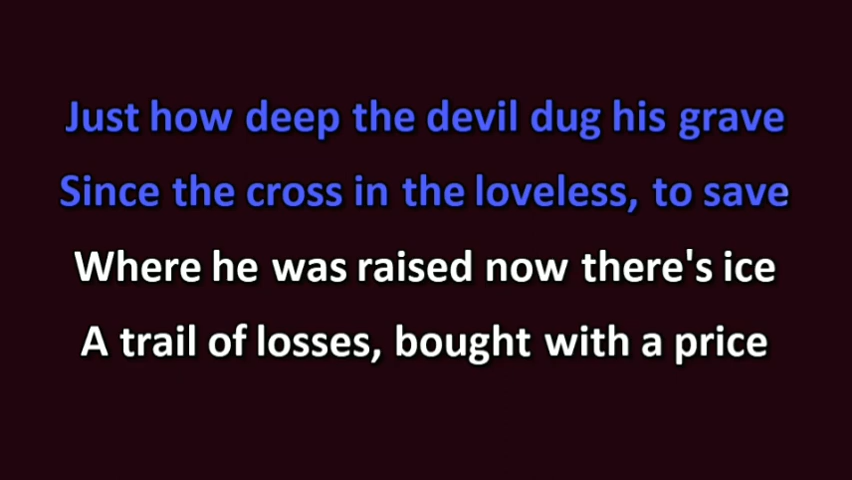 Just how deep the devil dug his grave
Since the cross in the loveless, to save
Where he was raised now there's ice
A trail of losses, bought with a price